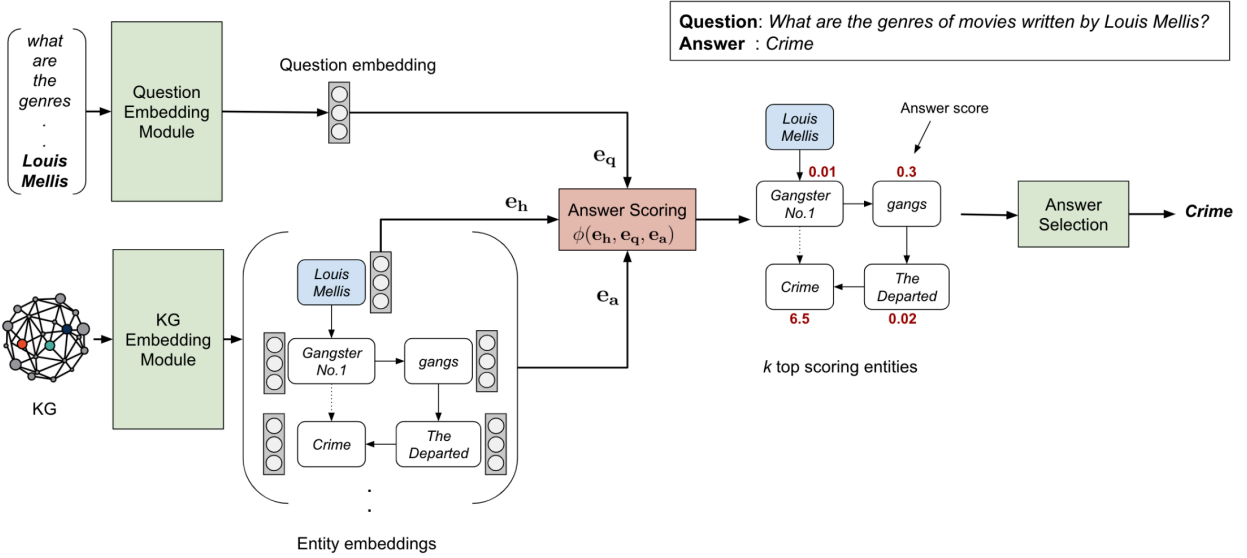 Question: What are the genres of movies written by Louis Mellis?
Answer : Crime
what
are
the
genres
.
.
Louis
Mellis
Question
Embedding
Module
Question embedding
e_q
KG
KG
Embedding
Module
Louis
Mellis
Gangster
No.1
gangs
Crime
The
Departed
.
.
Entity embeddings
e_h
e_a
Answer Scoring
ϕ(e_h, e_q, e_a)
Answer score
Louis
Mellis
0.01
0.3
Gangster
No.1
gangs
Crime
The
Departed
6.5
0.02
k top scoring entities
Answer
Selection
Crime